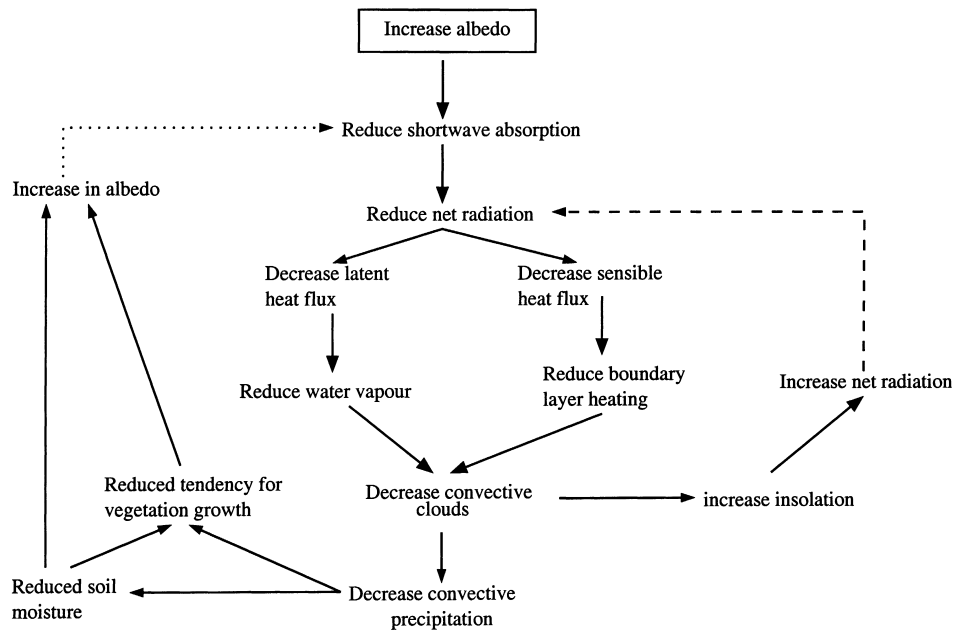 Increase albedo
Reduce shortwave absorption
Increase in albedo
Reduce net radiation
Decrease latent
heat flux
Decrease sensible
heat flux
Reduce water vapour
Reduce boundary
layer heating
Increase net radiation
Reduced tendency for
vegetation growth
Decrease convective
clouds
increase insolation
Reduced soil
moisture
Decrease convective
precipitation